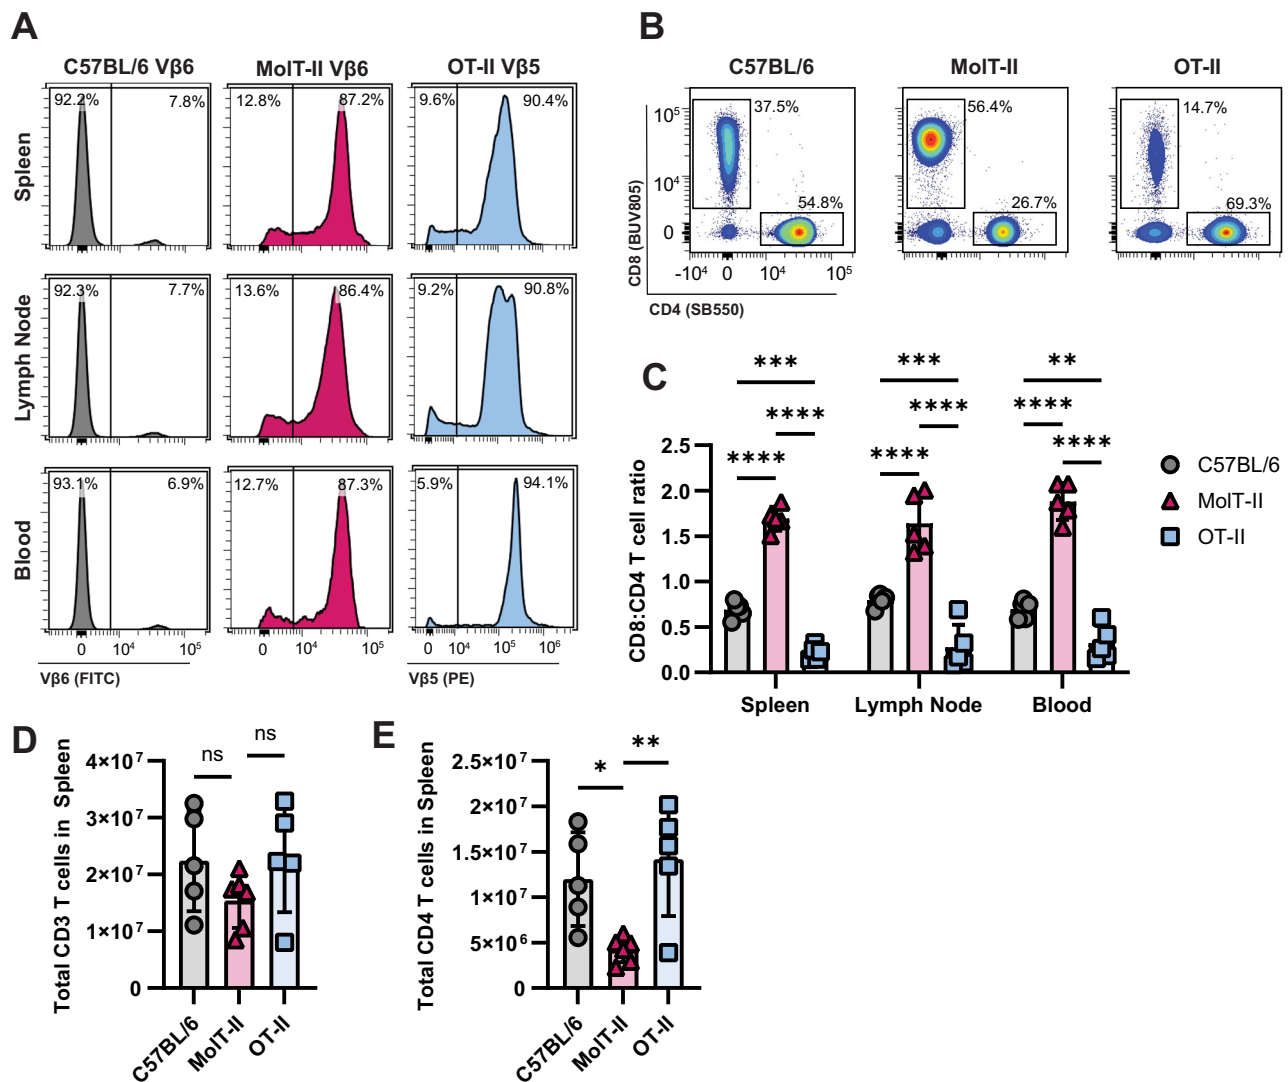 A
C57BL/6 Vβ6
MolT-II Vβ6
OT-II Vβ5
Spleen
92.2% 7.8%
12.8% 87.2%
9.6% 90.4%
Lymph Node
92.3% 7.7%
13.6% 86.4%
9.2% 90.8%
Blood
93.1% 6.9%
12.7% 87.3%
5.9% 94.1%
0 10⁴ 10⁵
0 10⁴ 10⁵
0 10⁴ 10⁵ 10⁶
Vβ6 (FITC)
Vβ5 (PE)
B
C57BL/6
MolT-II
OT-II
CD8 (BUV805)
10⁵
10⁴
0
37.5%
54.8%
56.4%
26.7%
14.7%
69.3%
-10⁴ 0 10⁴ 10⁵
CD4 (SB550)
C
CD8:CD4 T cell ratio
2.5
2.0
1.5
1.0
0.5
0.0
*** *** **
**** **** ****
**** **** ****
Spleen Lymph Node Blood
C57BL/6
MolT-II
OT-II
D
Total CD3 T cells in Spleen
4×10⁷
3×10⁷
2×10⁷
1×10⁷
0
ns ns
C57BL/6
MolT-II
OT-II
E
Total CD4 T cells in Spleen
2.5×10⁷
2×10⁷
1.5×10⁷
1×10⁷
5×10⁶
0
* **
C57BL/6
MolT-II
OT-II